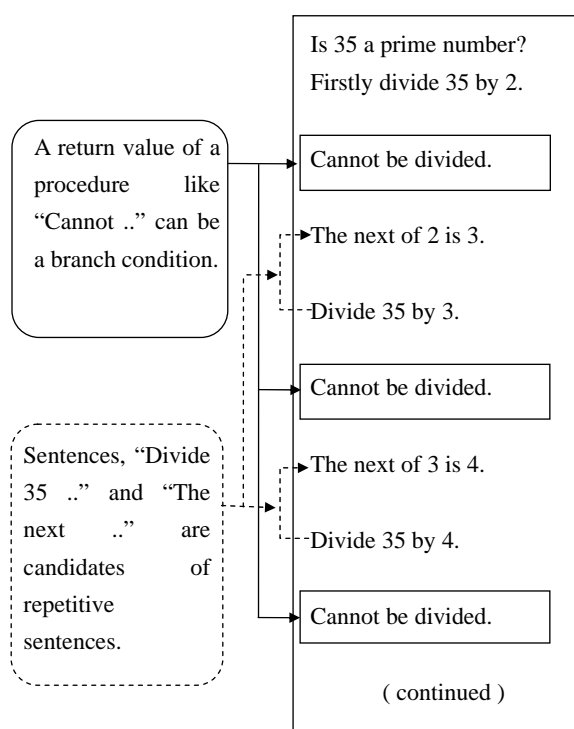 Is 35 a prime number?
Firstly divide 35 by 2.
A return value of a
procedure like
“Cannot ..” can be
a branch condition.
Cannot be divided.
The next of 2 is 3.
Divide 35 by 3.
Cannot be divided.
Sentences, “Divide
35 ..” and “The
next ..” are
candidates of
repetitive
sentences.
The next of 3 is 4.
Divide 35 by 4.
Cannot be divided.
( continued )